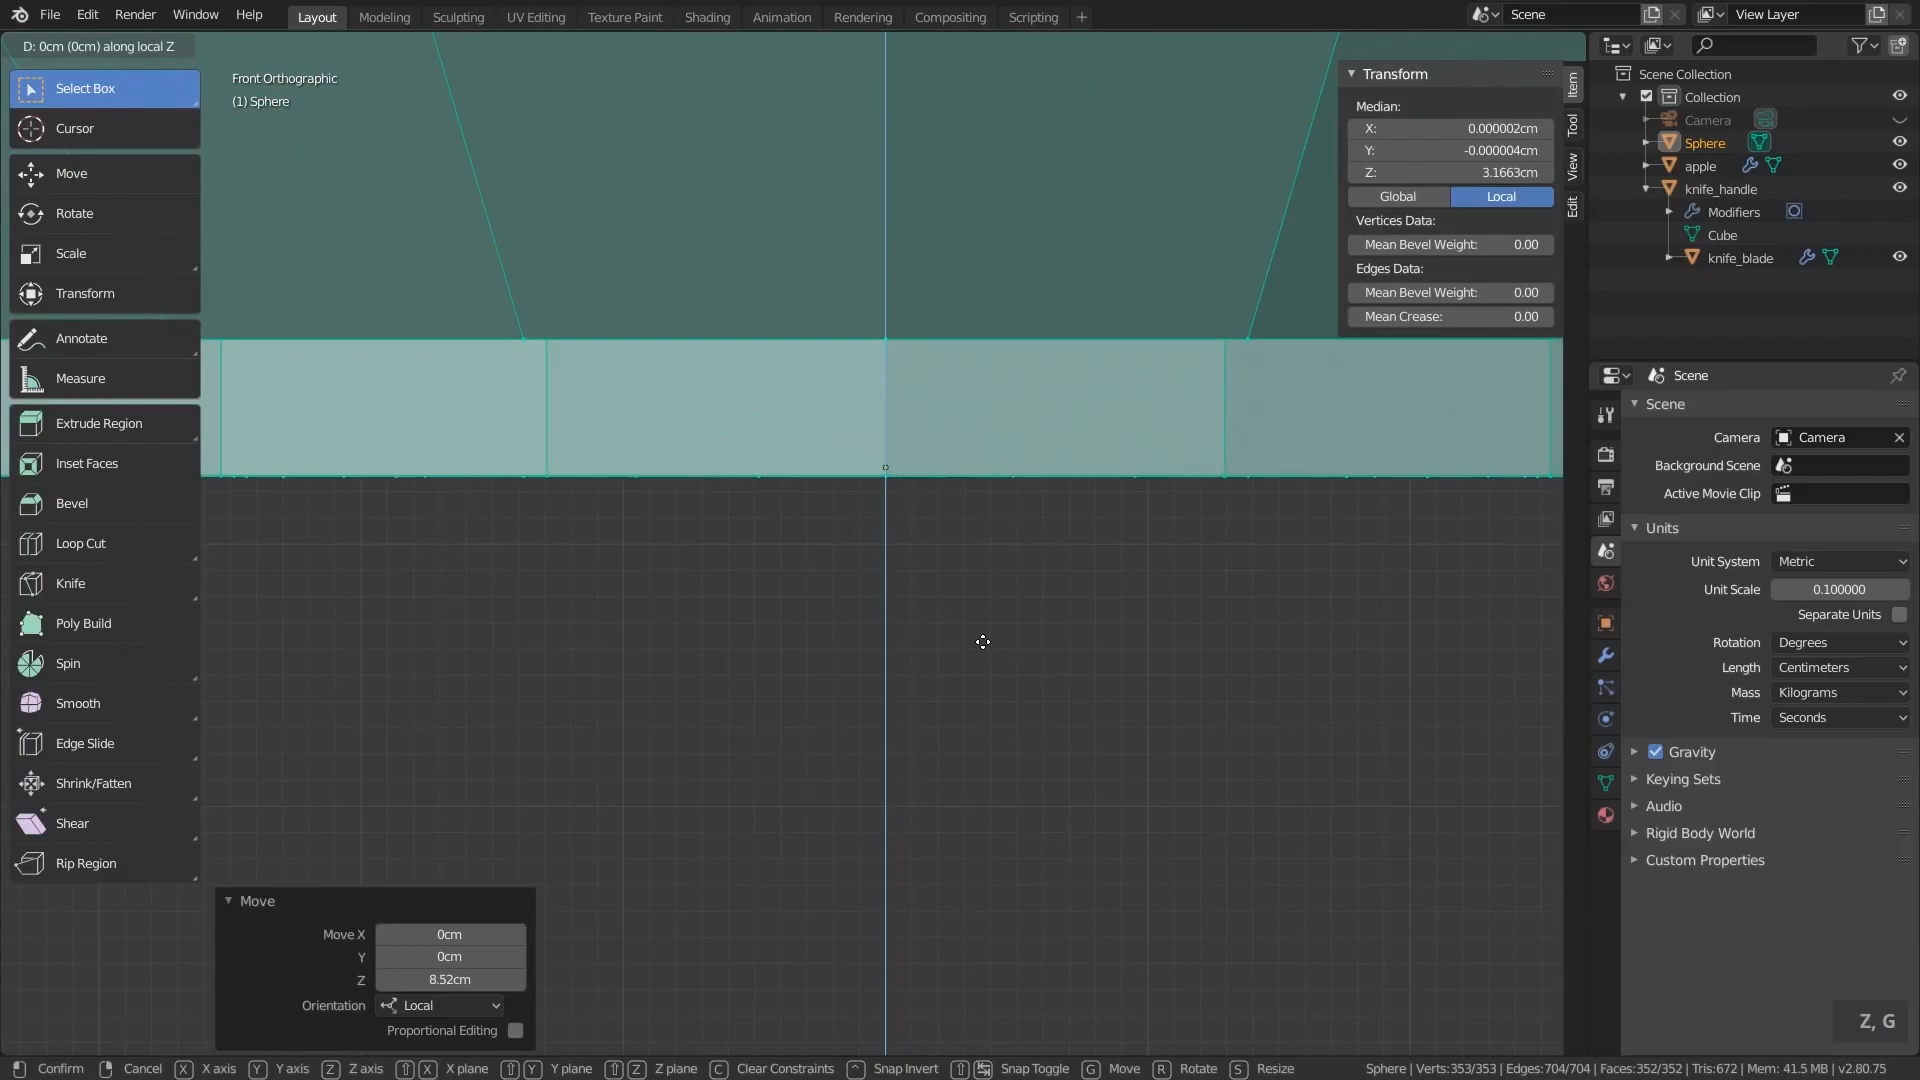 File Edit Render Window Help Layout Modeling Sculpting UV Editing Texture Paint Shading Animation Rendering Compositing Scripting + Scene View Layer
D: 0cm (0cm) along local Z
Select Box
Cursor
Move
Rotate
Scale
Transform
Annotate
Measure
Extrude Region
Inset Faces
Bevel
Loop Cut
Knife
Poly Build
Spin
Smooth
Edge Slide
Shrink/Fatten
Shear
Rip Region
Front Orthographic
(1) Sphere
Transform
Median:
X: 0.000002cm
Y: -0.000004cm
Z: 3.1663cm
Global Local
Vertices Data:
Mean Bevel Weight: 0.00
Edges Data:
Mean Bevel Weight: 0.00
Mean Crease: 0.00
Item
Tool
View
Edit
Scene Collection
Collection
Camera
Sphere
apple
knife_handle
Modifiers
Cube
knife_blade
Scene
Scene
Camera Camera
Background Scene
Active Movie Clip
Units
Unit System Metric
Unit Scale 0.100000
Separate Units
Rotation Degrees
Length Centimeters
Mass Kilograms
Time Seconds
Gravity
Keying Sets
Audio
Rigid Body World
Custom Properties
Move
Move X 0cm
Y 0cm
Z 8.52cm
Orientation Local
Proportional Editing
Z, G
Confirm Cancel X X axis Y Y axis Z Z axis X X plane Y Y plane Z Z plane C Clear Constraints ^ Snap Invert Snap Toggle G Move R Rotate S Resize Sphere | Verts:353/353 | Edges:704/704 | Faces:352/352 | Tris:672 | Mem: 41.5 MB | v2.80.75